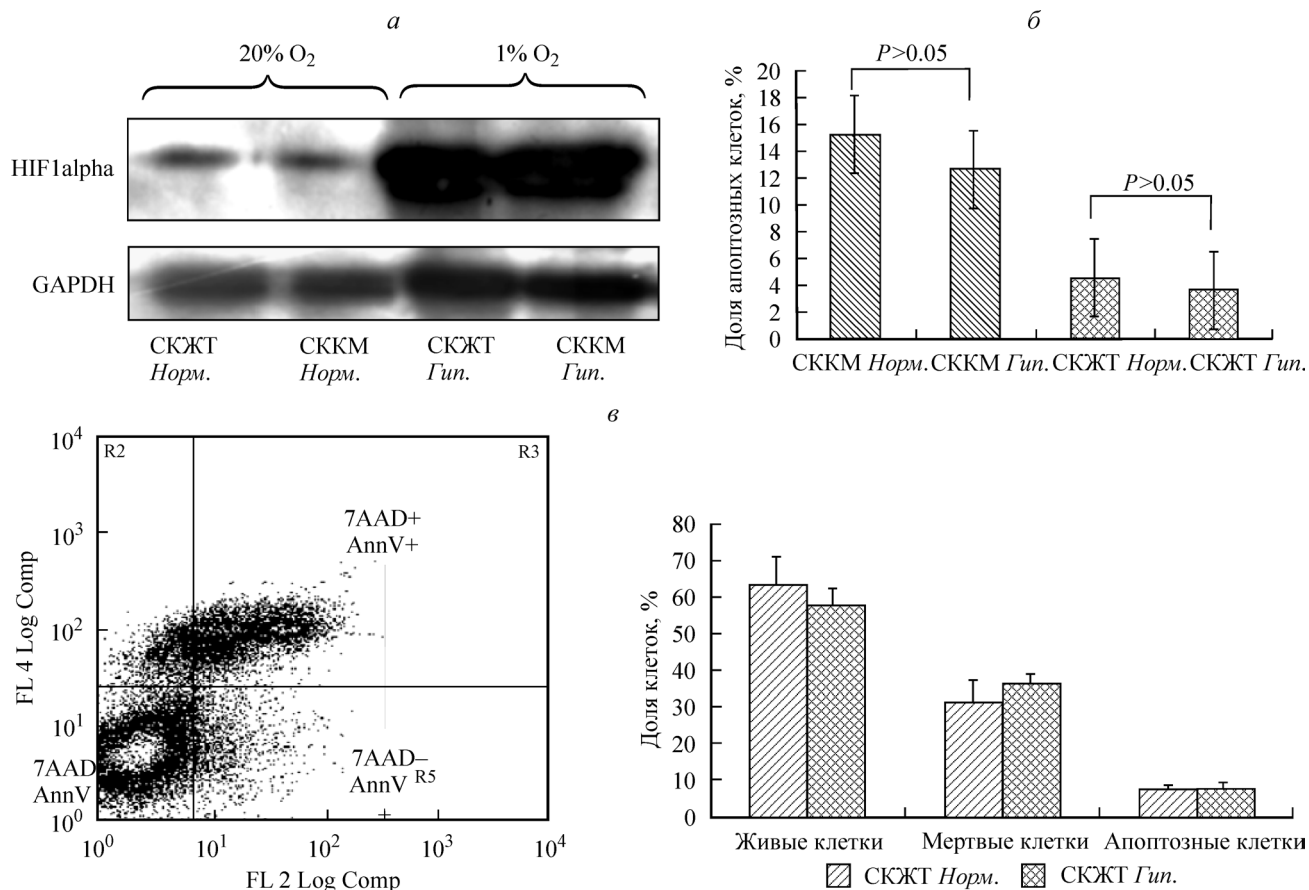 а
20% O2
1% O2
HIF1alpha
GAPDH
СКЖТ
Норм.
СККМ
Норм.
СКЖТ
Гип.
СККМ
Гип.
б
P>0.05
P>0.05
Доля апоптозных клеток, %
20
18
16
14
12
10
8
6
4
2
0
СККМ Норм.
СККМ Гип.
СКЖТ Норм.
СКЖТ Гип.
в
R2
R3
7AAD+
AnnV+
7AAD–
AnnV R5
+
7AAD
AnnV
FL 4 Log Comp
10^4
10^3
10^2
10^1
10^0
10^0
10^1
10^2
10^3
10^4
FL 2 Log Comp
Доля клеток, %
80
70
60
50
40
30
20
10
0
Живые клетки
Мертвые клетки
Апоптозные клетки
СКЖТ Норм.
СКЖТ Гип.